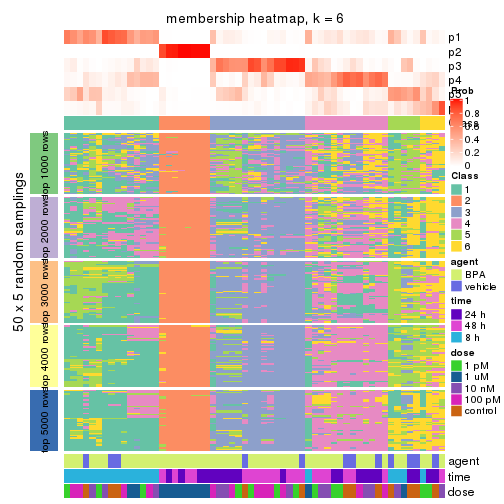 membership heatmap, k = 6
p1
p2
p3
p4
p5
Prob
1
0.8
0.6
0.4
0.2
0
Class
1
2
3
4
5
6
agent
BPA
vehicle
time
24 h
48 h
8 h
dose
1 pM
1 uM
10 nM
100 pM
control
50 x 5 random samplings
top 1000 rows
top 2000 rows
top 3000 rows
top 4000 rows
top 5000 rows
agent
time
dose